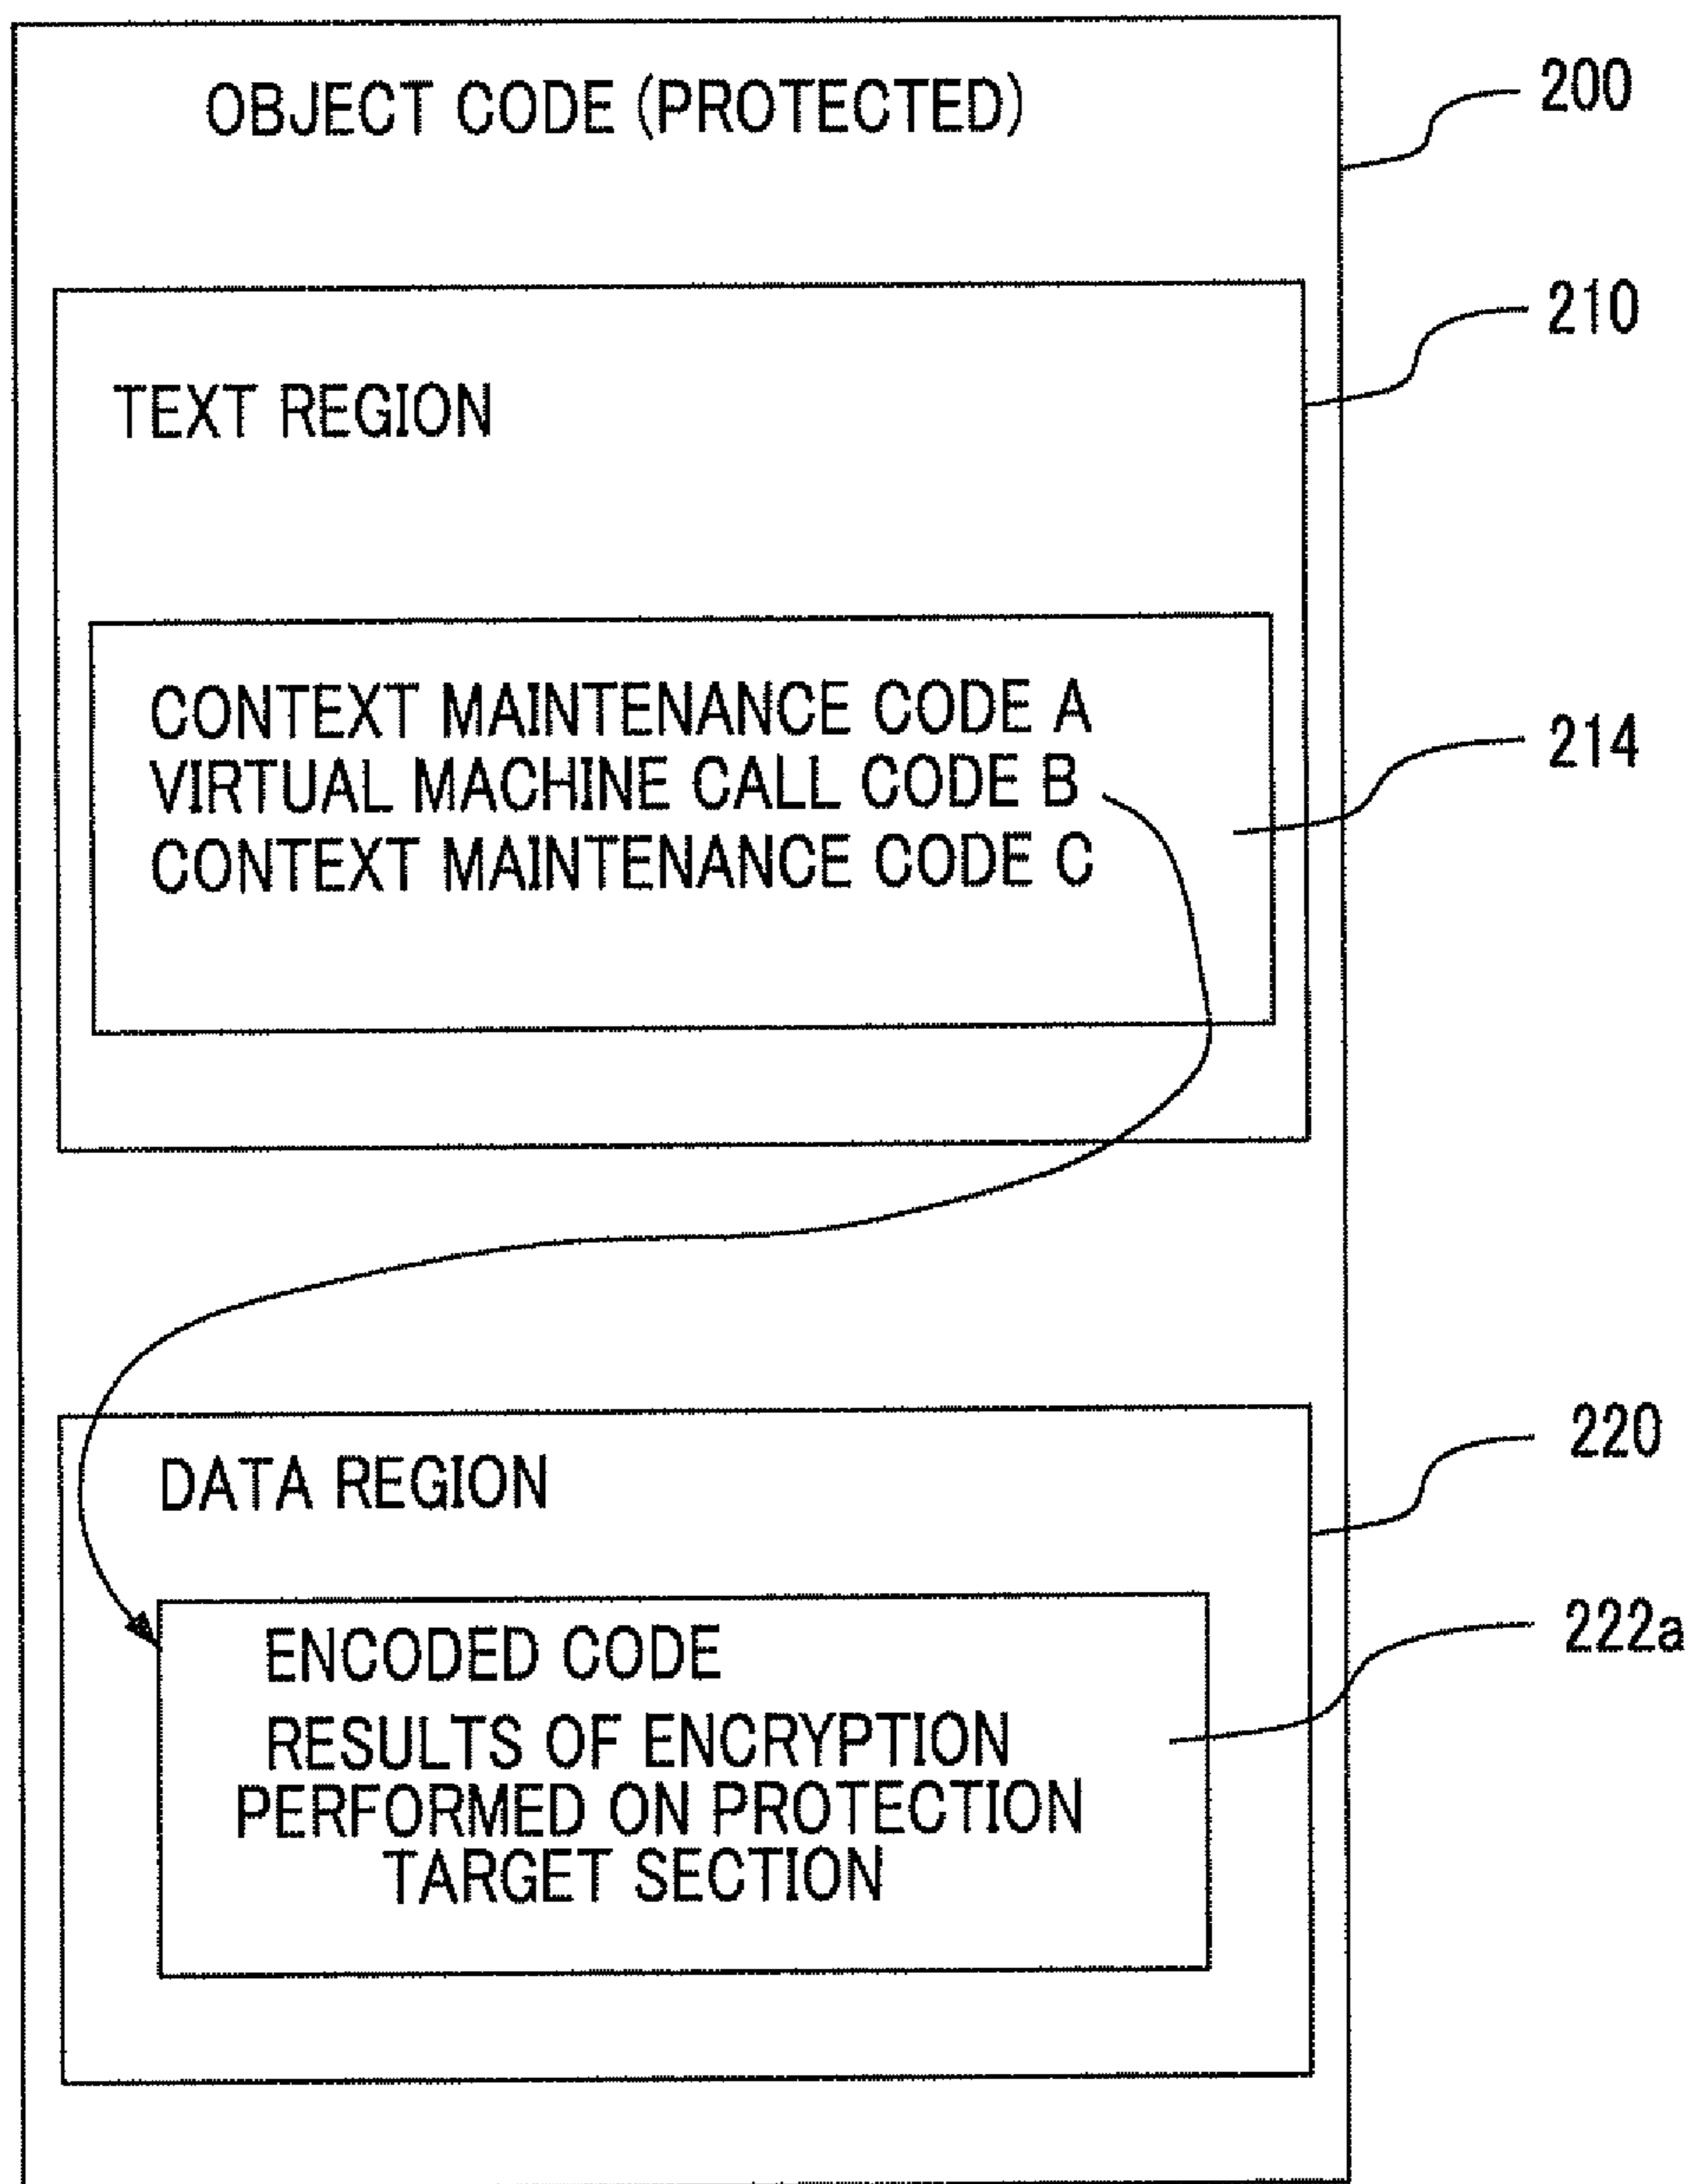 OBJECT CODE (PROTECTED)
200
210
TEXT REGION
CONTEXT MAINTENANCE CODE A
VIRTUAL MACHINE CALL CODE B
CONTEXT MAINTENANCE CODE C
214
220
DATA REGION
222a
ENCODED CODE
RESULTS OF ENCRYPTION
PERFORMED ON PROTECTION
TARGET SECTION